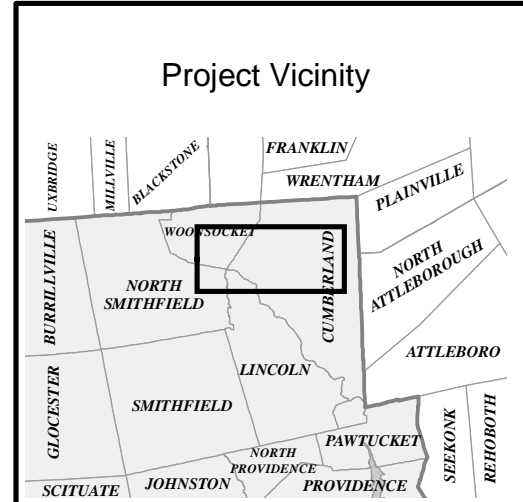 Project Vicinity
UXBRIDGE
MILLVILLE
BLACKSTONE
FRANKLIN
WRENTHAM
PLAINVILLE
WOONSOCKET
BURRILLVILLE
NORTH
SMITHFIELD
CUMBERLAND
NORTH
ATTLEBOROUGH
ATTLEBORO
LINCOLN
GLOCESTER
SMITHFIELD
SEEKONK
REHOBOTH
PAWTUCKET
NORTH
PROVIDENCE
SCITUATE
JOHNSTON
PROVIDENCE